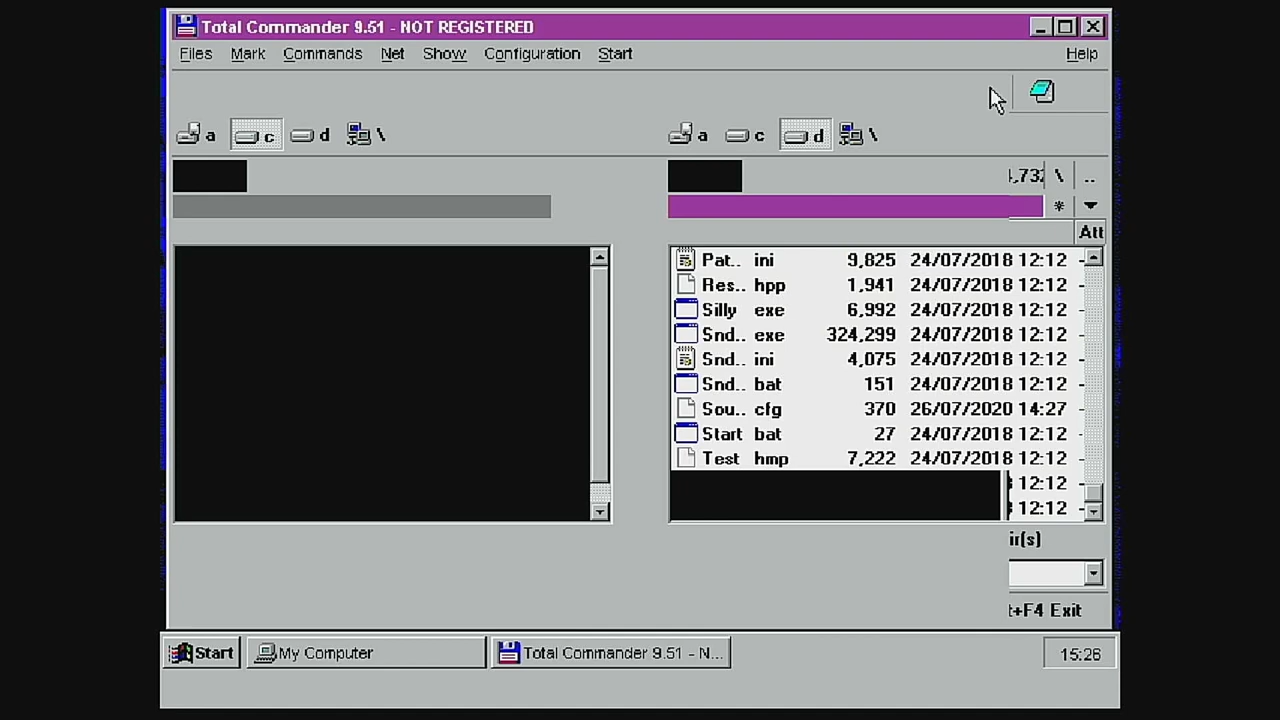 Total Commander 9.51 - NOT REGISTERED
Files Mark Commands Net Show Configuration Start Help
a c d \ a c d \
,732 \ ..
* 
Att
Pat.. ini 9,825 24/07/2018 12:12 -
Res.. hpp 1,941 24/07/2018 12:12 -
Silly exe 6,992 24/07/2018 12:12 -
Snd.. exe 324,299 24/07/2018 12:12 -
Snd.. ini 4,075 24/07/2018 12:12 -
Snd.. bat 151 24/07/2018 12:12 -
Sou.. cfg 370 26/07/2020 14:27 -
Start bat 27 24/07/2018 12:12 -
Test hmp 7,222 24/07/2018 12:12 -
12:12 -
12:12 -
ir(s)
t+F4 Exit
Start My Computer Total Commander 9.51 - N... 15:26